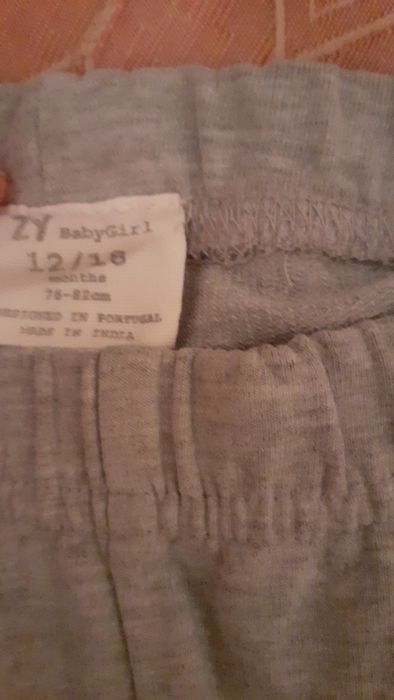 ZY BabyGirl
12/18
months
76-82cm
DESIGNED IN PORTUGAL
MADE IN INDIA